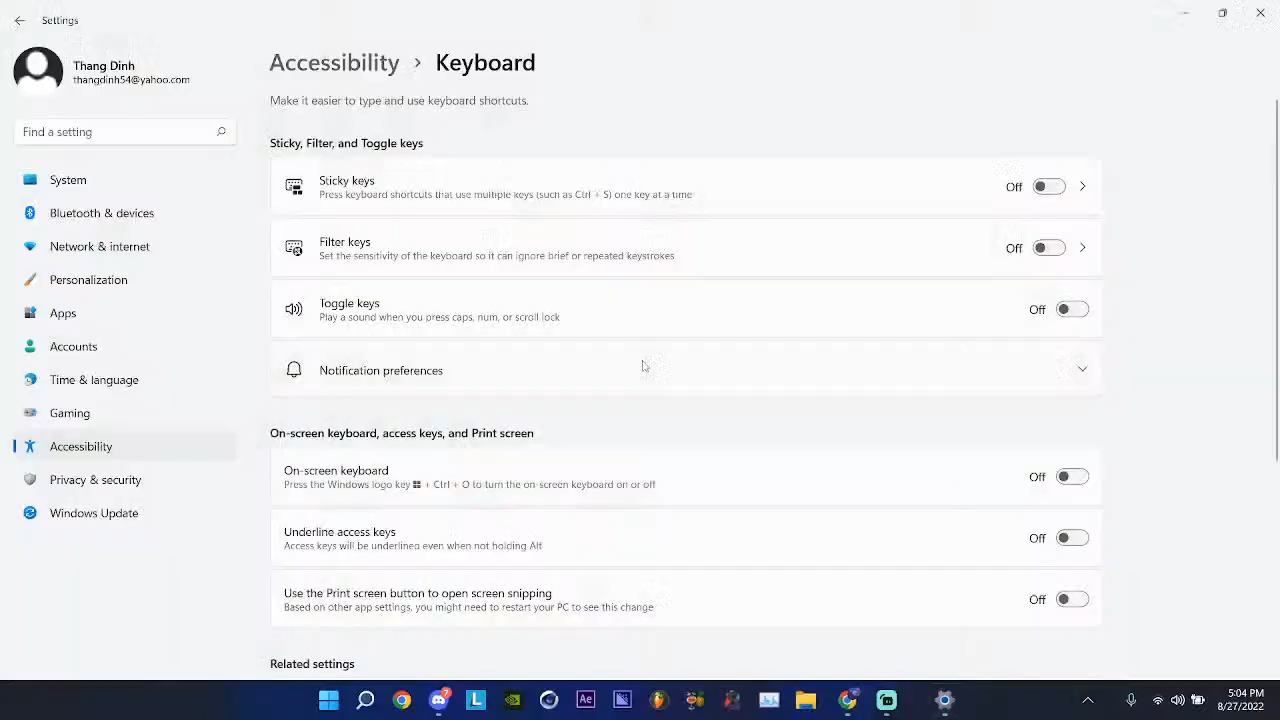 Settings
Thang Dinh
thangdinh54@yahoo.com
Find a setting
System
Bluetooth & devices
Network & internet
Personalization
Apps
Accounts
Time & language
Gaming
Accessibility
Privacy & security
Windows Update
Accessibility > Keyboard
Make it easier to type and use keyboard shortcuts.
Sticky, Filter, and Toggle keys
Sticky keys
Press keyboard shortcuts that use multiple keys (such as Ctrl + S) one key at a time
Off
Filter keys
Set the sensitivity of the keyboard so it can ignore brief or repeated keystrokes
Off
Toggle keys
Play a sound when you press caps, num, or scroll lock
Off
Notification preferences
On-screen keyboard, access keys, and Print screen
On-screen keyboard
Press the Windows logo key + Ctrl + O to turn the on-screen keyboard on or off
Off
Underline access keys
Access keys will be underlined even when not holding Alt
Off
Use the Print screen button to open screen snipping
Based on other app settings, you might need to restart your PC to see this change
Off
Related settings
7
L
Ae
5:04 PM
8/27/2022